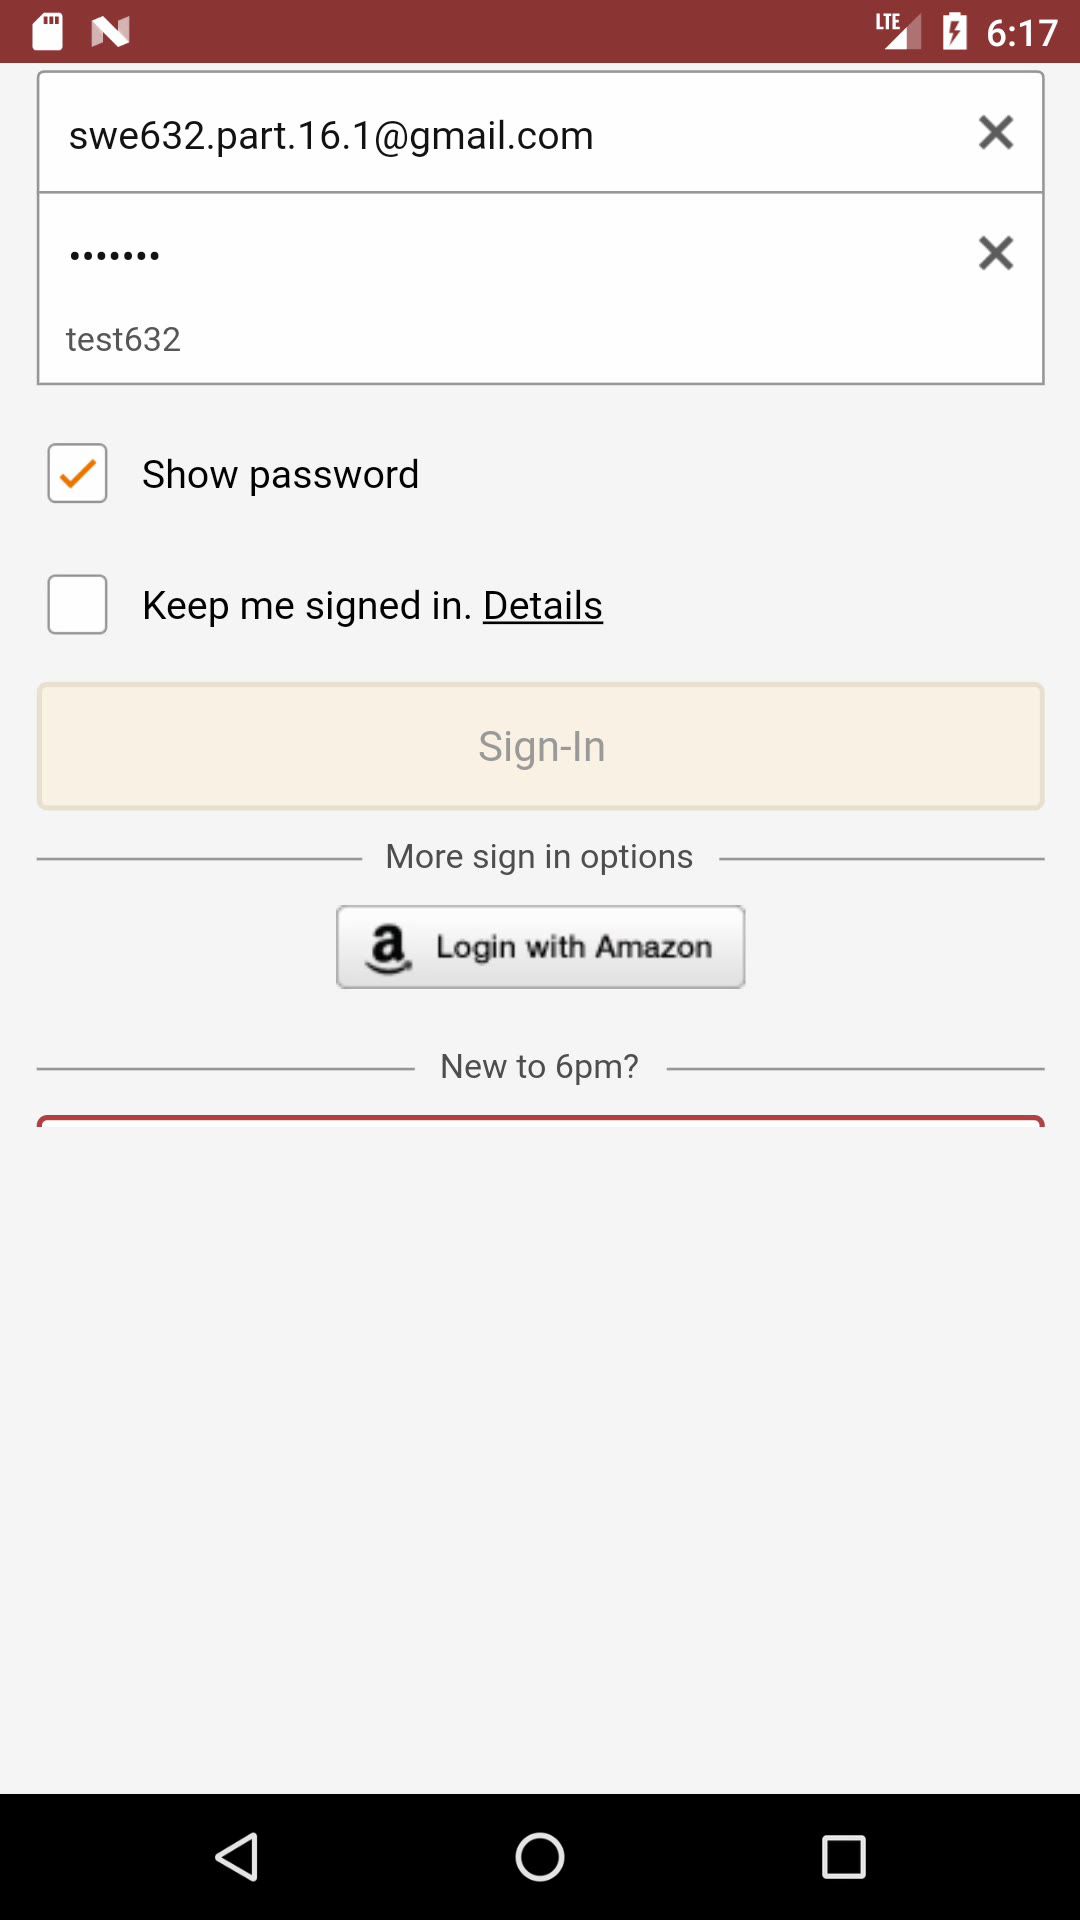 LTE 6:17
swe632.part.16.1@gmail.com
•••••••
test632
Show password
Keep me signed in. Details
Sign-In
More sign in options
a Login with Amazon
New to 6pm?